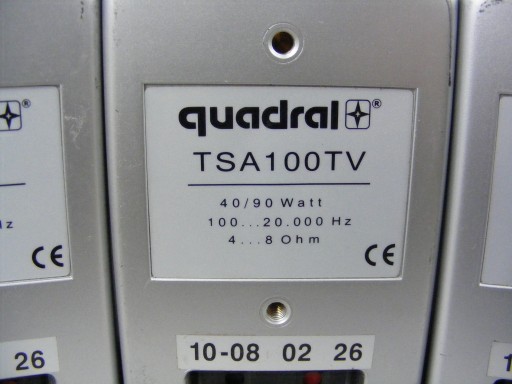 quadral®
TSA100TV
40/90 Watt
100...20.000 Hz
4...8 Ohm
CE
10-08 02 26
®
Hz
CE
26